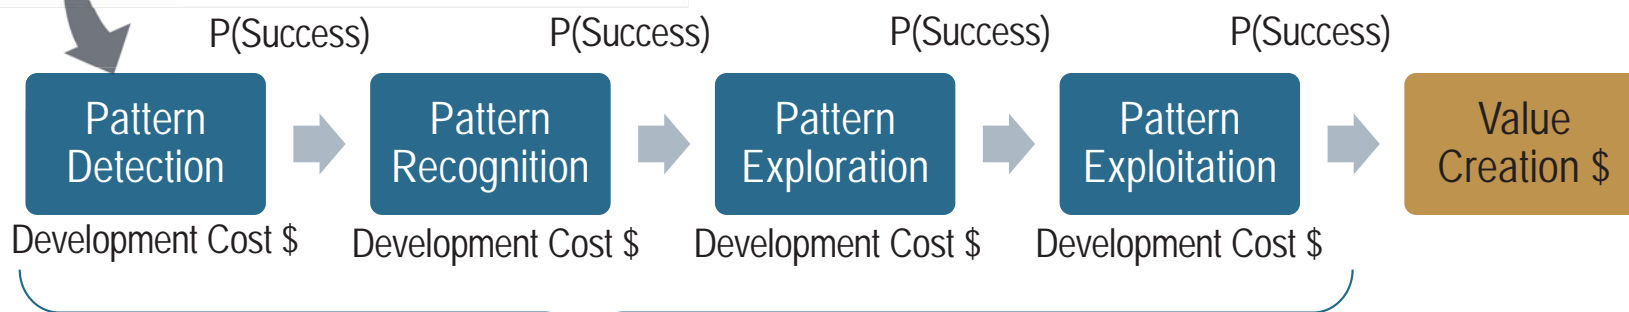 P(Success) P(Success) P(Success) P(Success)
Pattern
Detection
Pattern
Recognition
Pattern
Exploration
Pattern
Exploitation
Value
Creation $
Development Cost $ Development Cost $ Development Cost $ Development Cost $